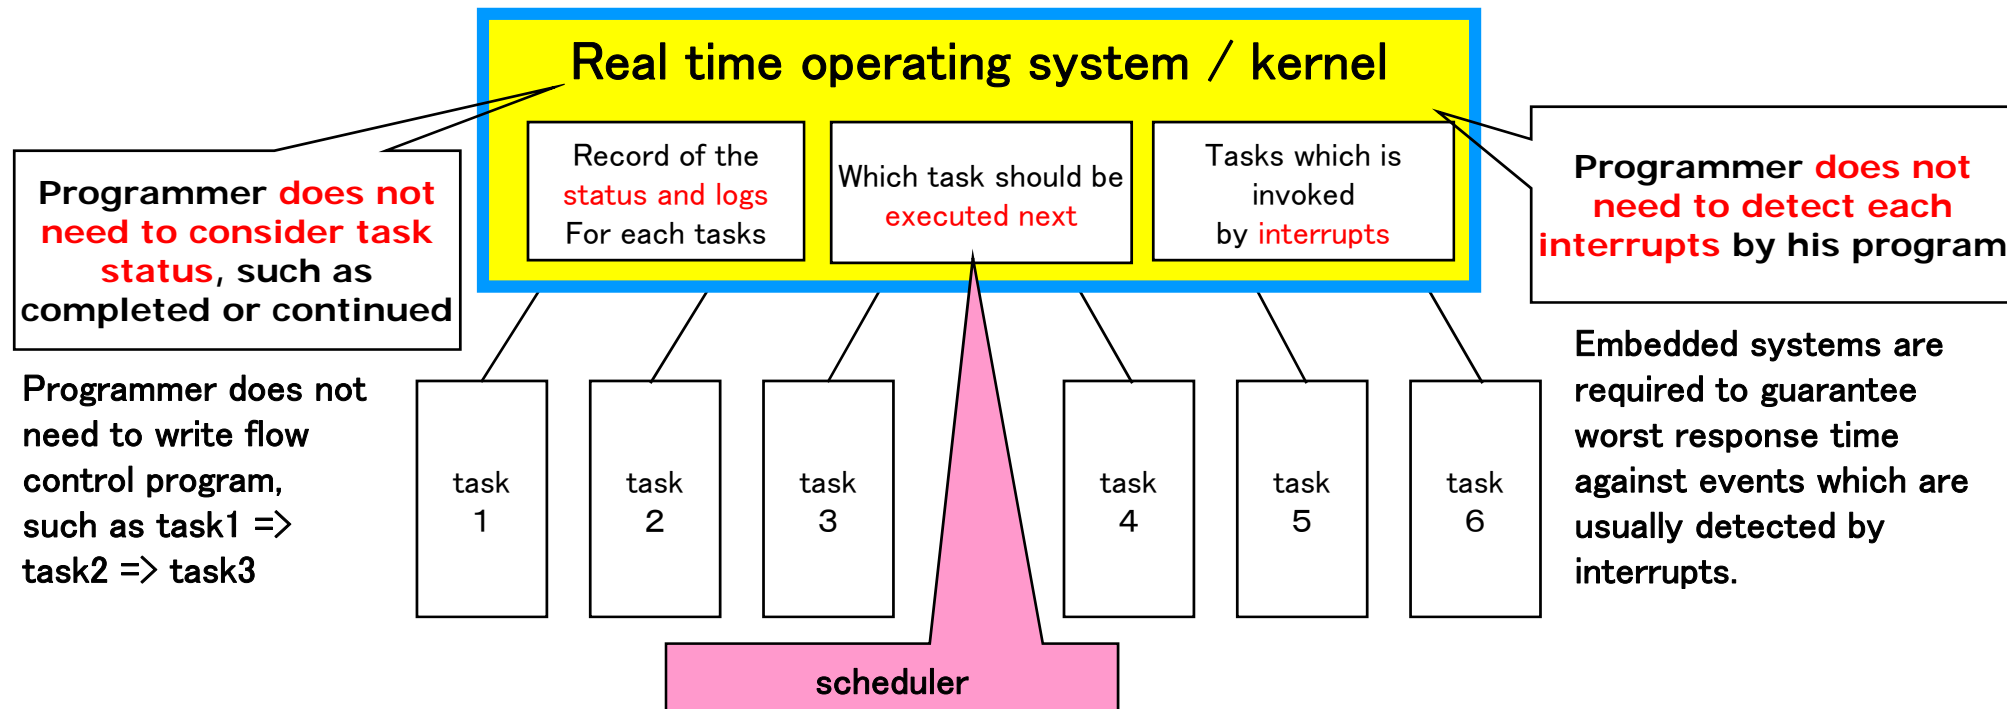 Real time operating system / kernel
Programmer does not
need to consider task
status, such as
completed or continued
Record of the
status and logs
For each tasks
Which task should be
executed next
Tasks which is
invoked
by interrupts
Programmer does not
need to detect each
interrupts by his program
Programmer does not
need to write flow
control program,
such as task1 =>
task2 => task3
task
1
task
2
task
3
task
4
task
5
task
6
Embedded systems are
required to guarantee
worst response time
against events which are
usually detected by
interrupts.
scheduler